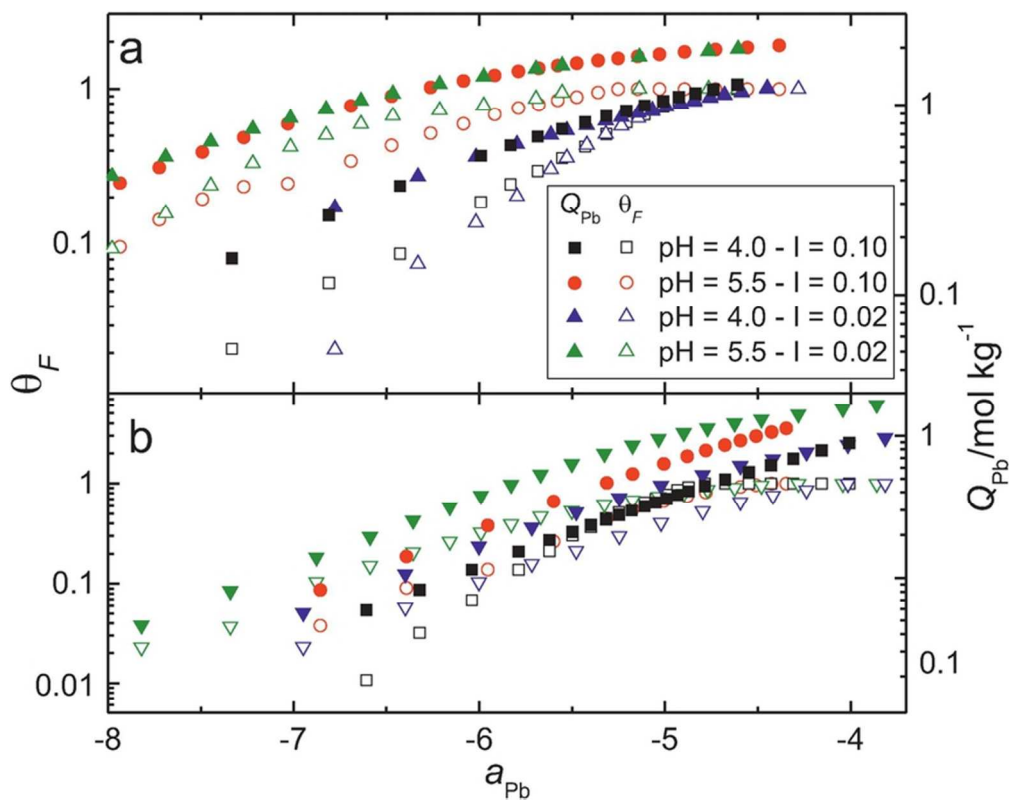 a
1
0.1
1
0.1
Q_Pb θ_F
pH = 4.0 - I = 0.10
pH = 5.5 - I = 0.10
pH = 4.0 - I = 0.02
pH = 5.5 - I = 0.02
θ_F
Q_Pb/mol kg⁻¹
b
1
0.1
0.01
1
0.1
-8 -7 -6 -5 -4
a_Pb